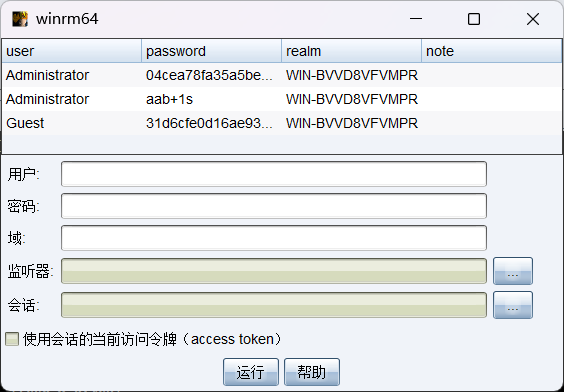 winrm64
user password realm note
Administrator 04cea78fa35a5be... WIN-BVVD8VFVMPR
Administrator aab+1s WIN-BVVD8VFVMPR
Guest 31d6cfe0d16ae93... WIN-BVVD8VFVMPR
用户:
密码:
域:
监听器: ...
会话: ...
使用会话的当前访问令牌（access token）
运行 帮助